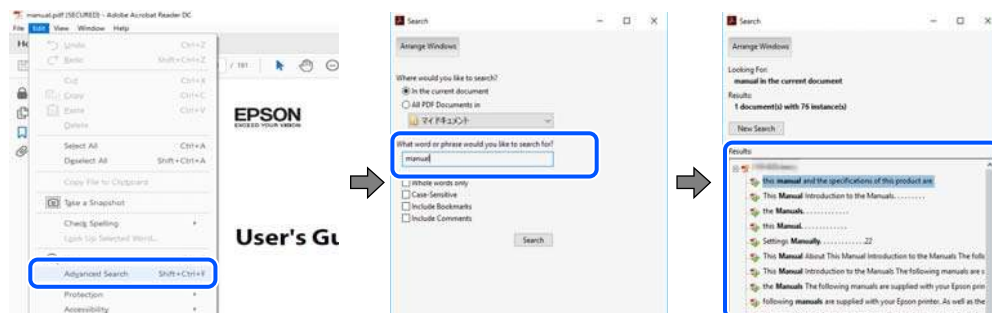 manual.pdf (SECURED) - Adobe Acrobat Reader DC
File Edit View Window Help
Undo Ctrl+Z
Redo Shift+Ctrl+Z
Cut Ctrl+X
Copy Ctrl+C
Paste Ctrl+V
Delete
Select All Ctrl+A
Deselect All Shift+Ctrl+A
Copy File to Clipboard
Take a Snapshot
Check Spelling
Look Up Selected Word...
Advanced Search Shift+Ctrl+F
Protection
Accessibility
/ 191
EPSON
EXCEED YOUR VISION
User's Gu
Search
Arrange Windows
Where would you like to search?
In the current document
All PDF Documents in
マイ ドキュメント
What word or phrase would you like to search for?
manual
Whole words only
Case-Sensitive
Include Bookmarks
Include Comments
Search
Search
Arrange Windows
Looking For:
manual in the current document
Results:
1 document(s) with 76 instance(s)
New Search
Results:
this manual and the specifications of this product are
This Manual Introduction to the Manuals. . . . . . . . .
the Manuals. . . . . . . . . . . . .
this Manual. . . . . . . . . . . . .
Settings Manually. . . . . . . . . . . . .22
This Manual About This Manual Introduction to the Manuals The follo
This Manual Introduction to the Manuals The following manuals are s
the Manuals The following manuals are supplied with your Epson prin
following manuals are supplied with your Epson printer. As well as the